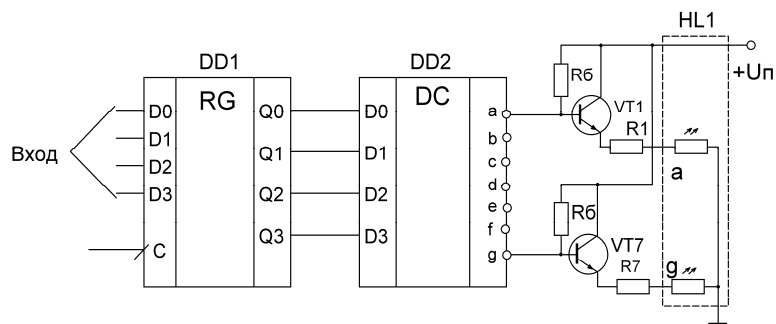 HL1
DD1
DD2
+Uп
RG
DC
Rб
VT1
R1
a
Вход
D0
D1
D2
D3
C
Q0
Q1
Q2
Q3
D0
D1
D2
D3
a
b
c
d
e
f
g
Rб
VT7
R7
g